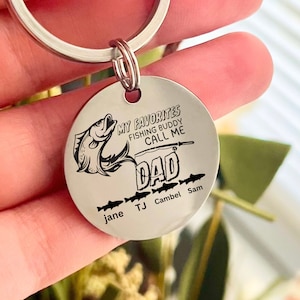 MY FAVORITES
FISHING BUDDY
CALL ME
DAD
jane TJ Cambel Sam